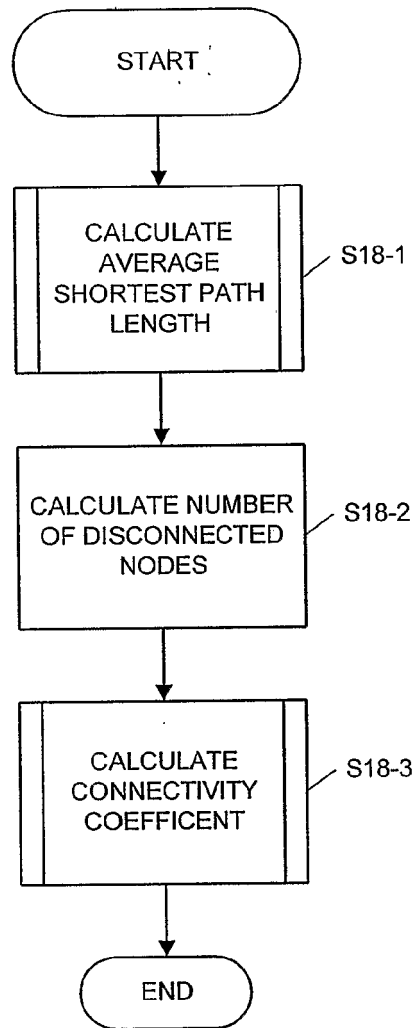 START
CALCULATE
AVERAGE
SHORTEST PATH
LENGTH
S18-1
CALCULATE NUMBER
OF DISCONNECTED
NODES
S18-2
CALCULATE
CONNECTIVITY
COEFFICENT
S18-3
END